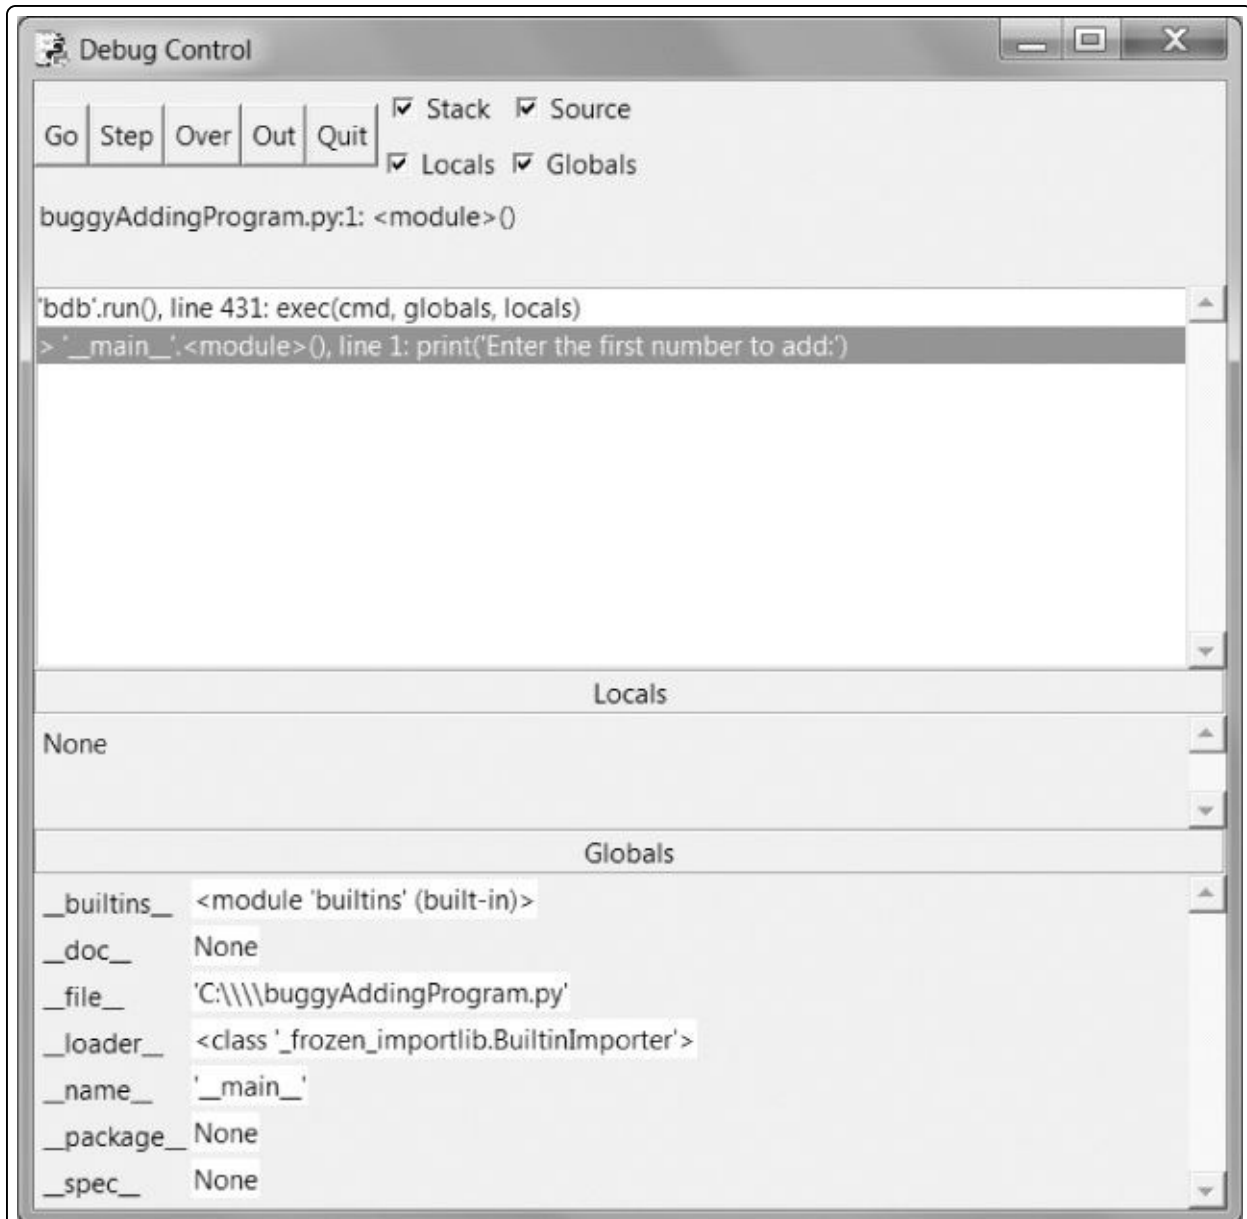 Debug Control
Go Step Over Out Quit
Stack Source
Locals Globals
buggyAddingProgram.py:1: <module>()
'bdb'.run(), line 431: exec(cmd, globals, locals)
> '__main__'.<module>(), line 1: print('Enter the first number to add:')
Locals
None
Globals
__builtins__ <module 'builtins' (built-in)>
__doc__ None
__file__ 'C:\\\\buggyAddingProgram.py'
__loader__ <class '_frozen_importlib.BuiltinImporter'>
__name__ '__main__'
__package__ None
__spec__ None